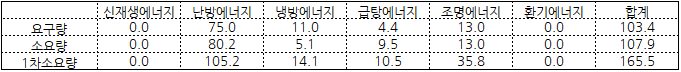 신재생에너지 난방에너지 냉방에너지 급탕에너지 조명에너지 환기에너지 합계
요구량 0.0 75.0 11.0 4.4 13.0 0.0 103.4
소요량 0.0 80.2 5.1 9.5 13.0 0.0 107.9
1차소요량 0.0 105.2 14.1 10.5 35.8 0.0 165.5